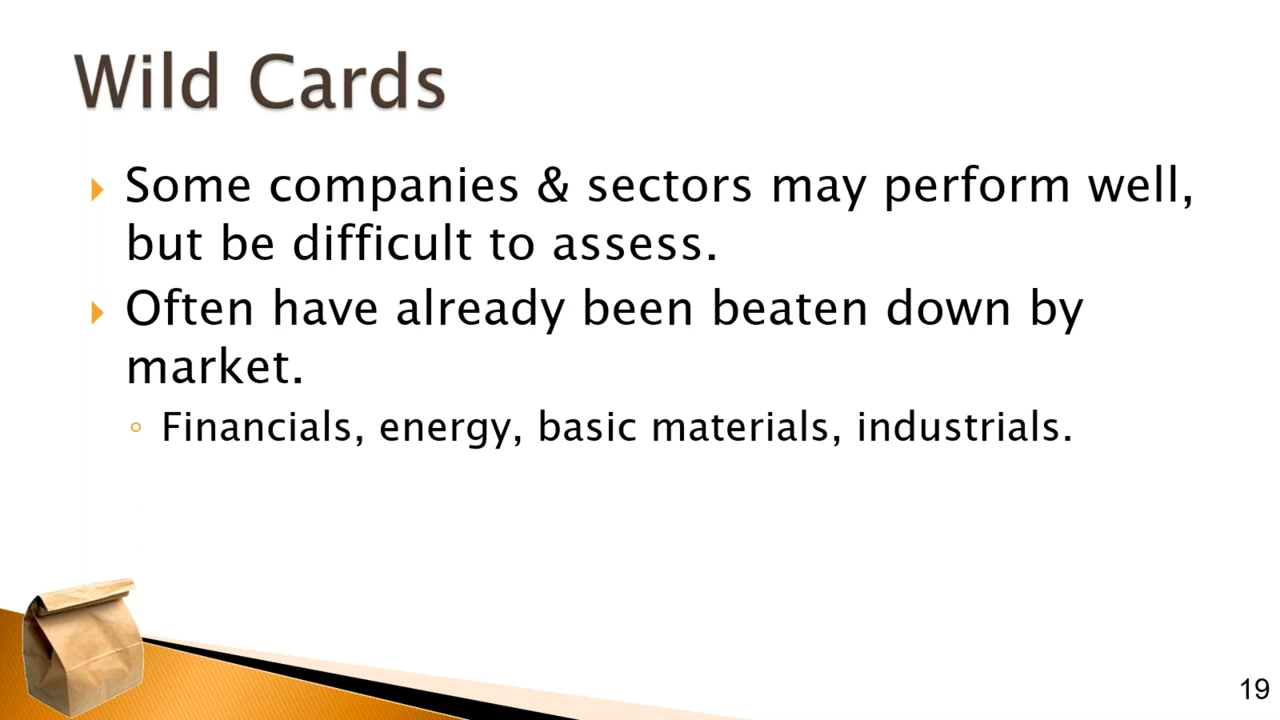 Wild Cards
Some companies & sectors may perform well,
but be difficult to assess.
Often have already been beaten down by
market.
Financials, energy, basic materials, industrials.
19